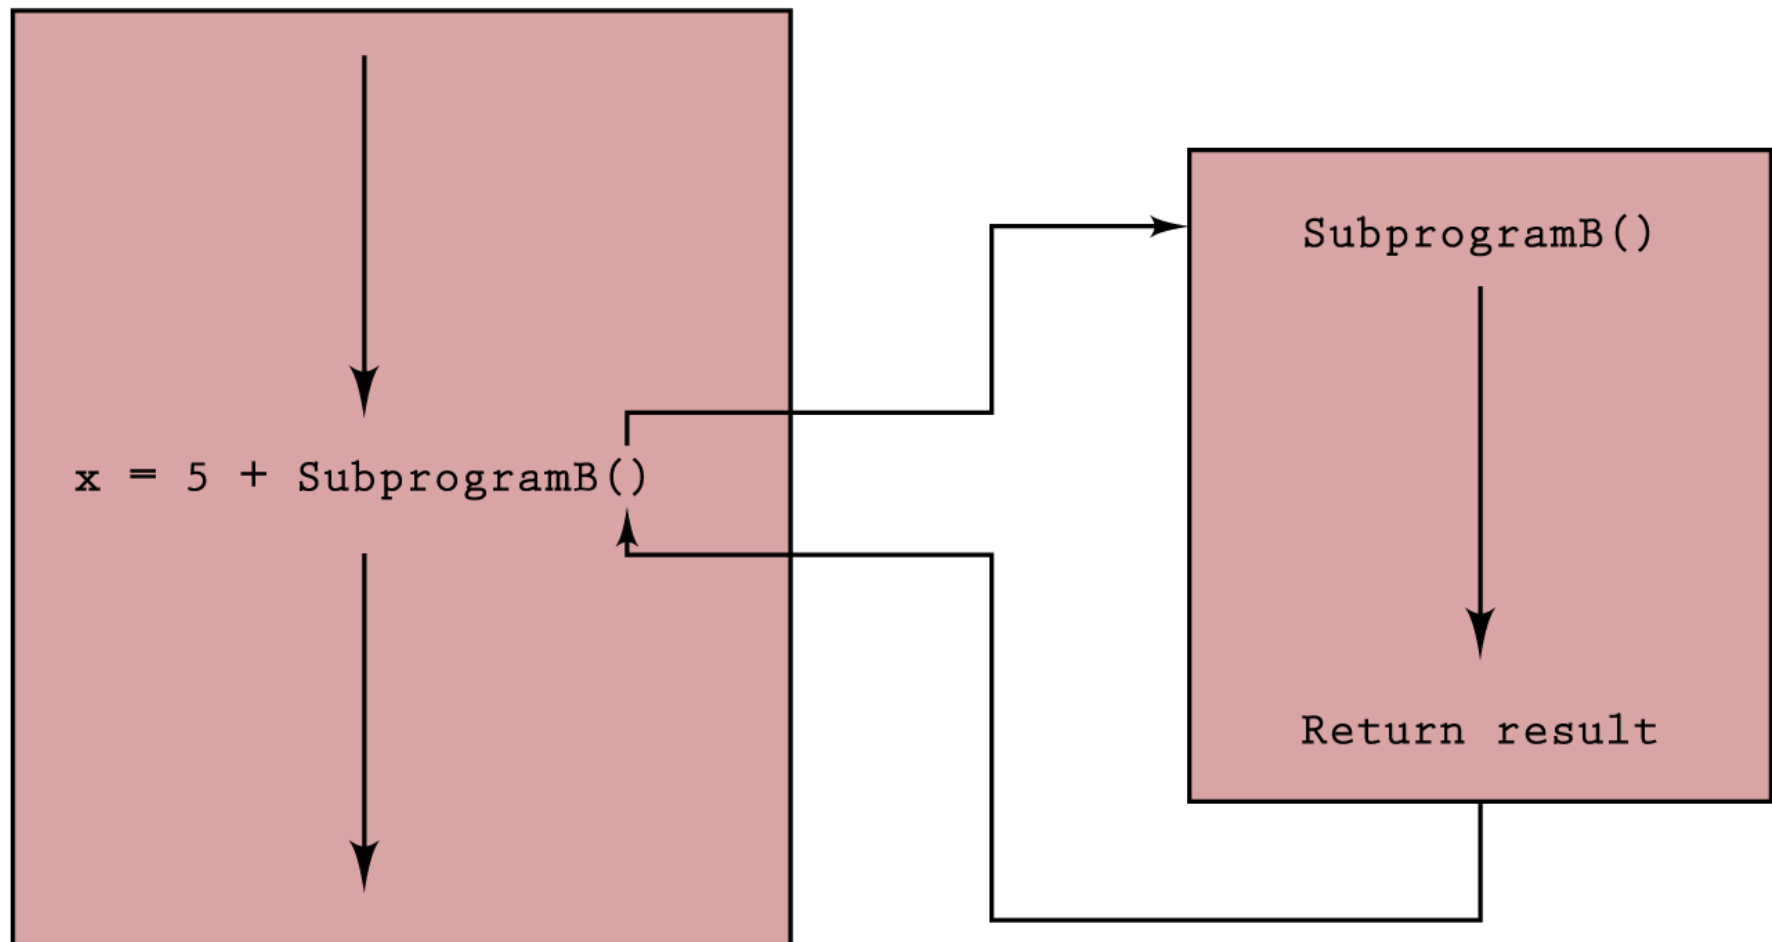 x = 5 + SubprogramB()
SubprogramB()
Return result